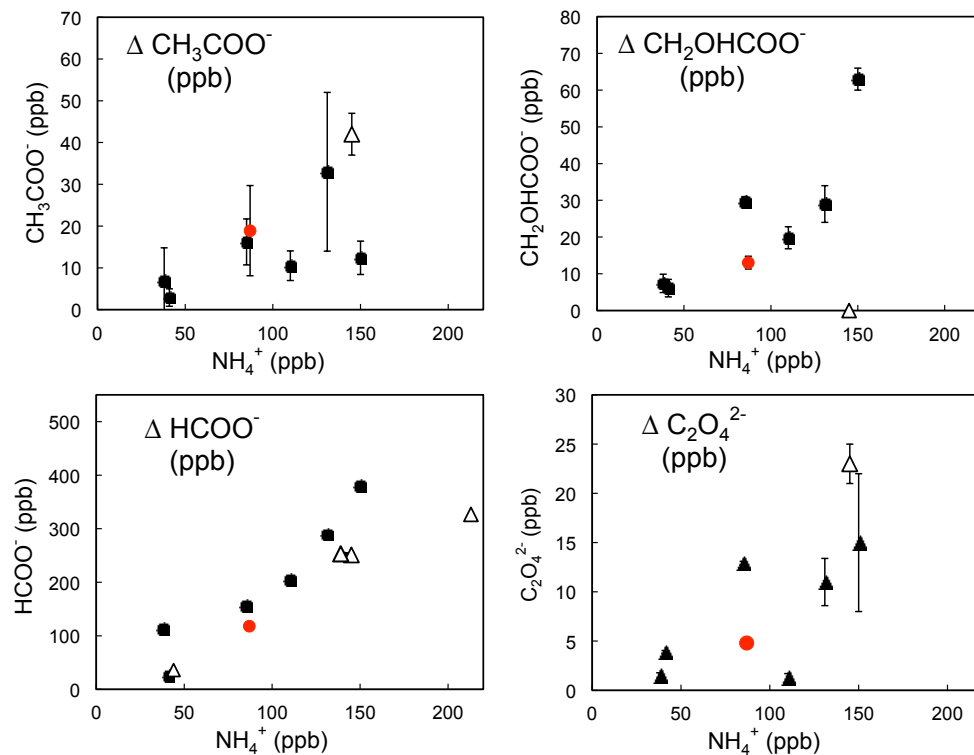 Δ CH₃COO⁻
(ppb)
CH₃COO⁻ (ppb)
70
60
50
40
30
20
10
0
0 50 100 150 200
NH₄⁺ (ppb)
Δ CH₂OHCOO⁻
(ppb)
CH₂OHCOO⁻ (ppb)
80
70
60
50
40
30
20
10
0
0 50 100 150 200
NH₄⁺ (ppb)
Δ HCOO⁻
(ppb)
HCOO⁻ (ppb)
500
400
300
200
100
0
0 50 100 150 200
NH₄⁺ (ppb)
Δ C₂O₄²⁻
(ppb)
C₂O₄²⁻ (ppb)
30
25
20
15
10
5
0
0 50 100 150 200
NH₄⁺ (ppb)